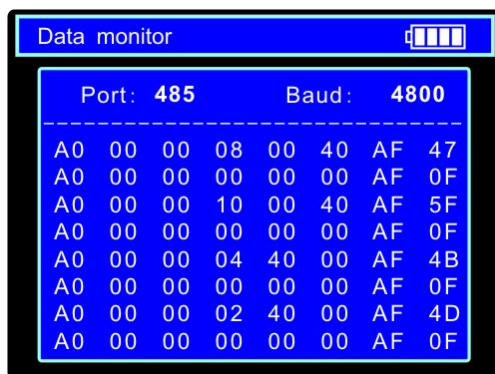 Data monitor
Port: 485 Baud: 4800
A0 00 00 08 00 40 AF 47
A0 00 00 00 00 00 AF 0F
A0 00 00 10 00 40 AF 5F
A0 00 00 00 00 00 AF 0F
A0 00 00 04 40 00 AF 4B
A0 00 00 00 00 00 AF 0F
A0 00 00 02 40 00 AF 4D
A0 00 00 00 00 00 AF 0F